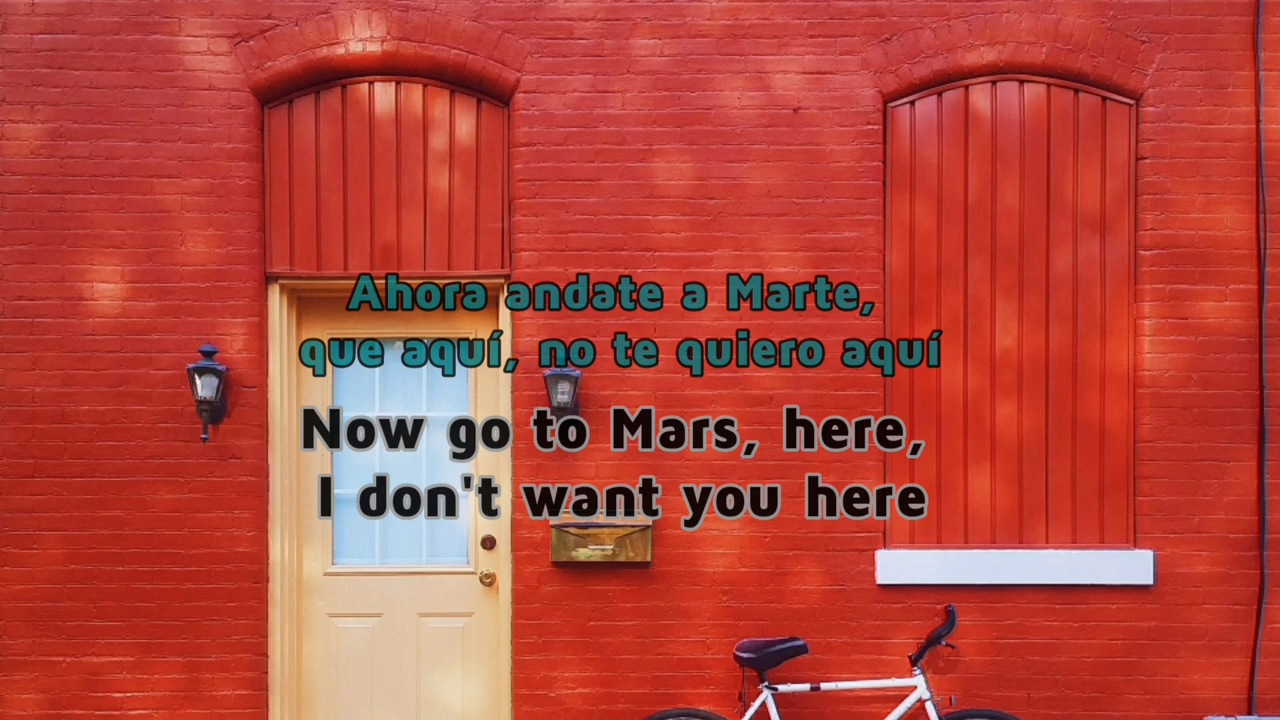 Ahora andate a Marte,
que aquí, no te quiero aquí
Now go to Mars, here,
I don't want you here